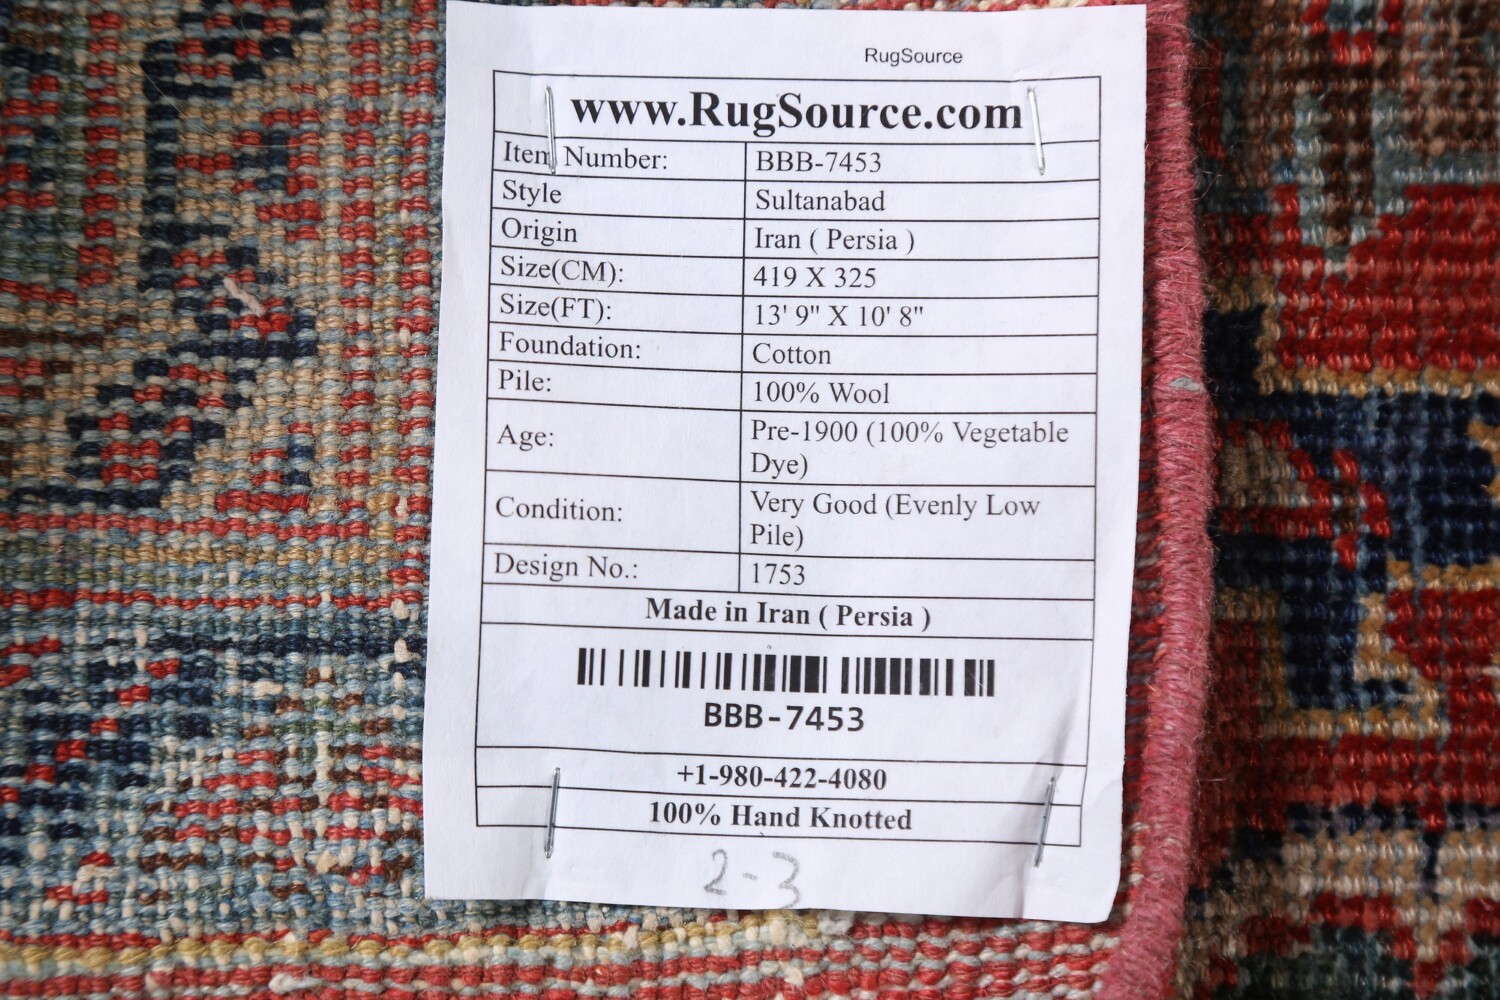 RugSource
www.RugSource.com
Item Number: BBB-7453
Style Sultanabad
Origin Iran ( Persia )
Size(CM): 419 X 325
Size(FT): 13' 9" X 10' 8"
Foundation: Cotton
Pile: 100% Wool
Age: Pre-1900 (100% Vegetable
Dye)
Condition: Very Good (Evenly Low
Pile)
Design No.: 1753
Made in Iran ( Persia )
BBB-7453
+1-980-422-4080
100% Hand Knotted
2-3